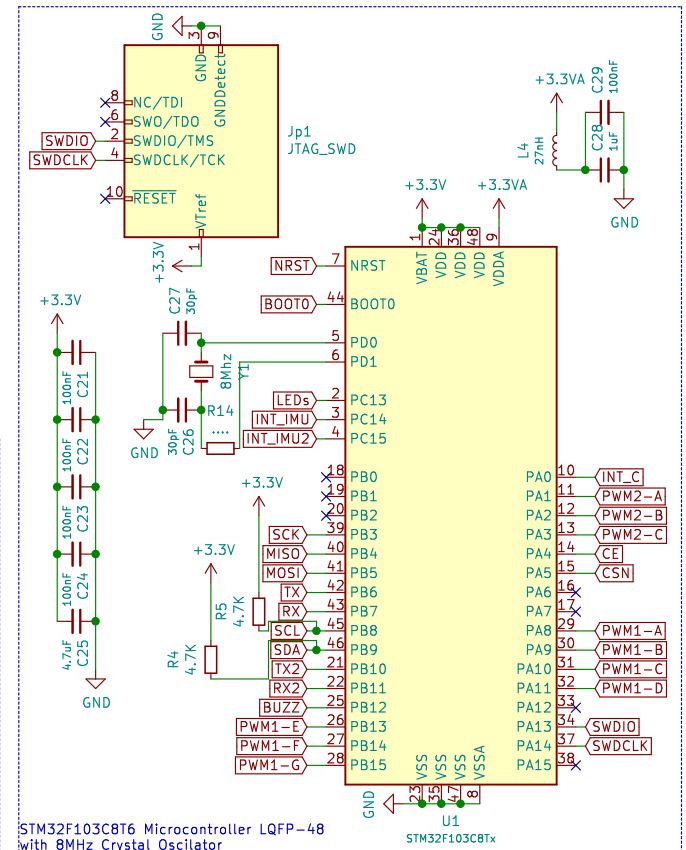 GND
3
9
GND
GNDDetect
8 NC/TDI
6 SWO/TDO
SWDIO 2 SWDIO/TMS
SWDCLK 4 SWDCLK/TCK
10 RESET
VTref
1
+3.3V
Jp1
JTAG_SWD
+3.3VA
C29
100nF
C28
1uF
L4
27nH
GND
+3.3V
+3.3VA
1 24 36 48 9
VBAT VDD VDD VDD VDDA
NRST 7 NRST
BOOT0 44 BOOT0
5 PD0
6 PD1
LEDs 2 PC13
INT_IMU 3 PC14
INT_IMU2 4 PC15
C27
30pF
8Mhz
Y1
R14
....
C26
30pF
GND
+3.3V
100nF
C21
100nF
C22
100nF
C23
100nF
C24
4.7uF
C25
GND
18 PB0
19 PB1
20 PB2
SCK 39 PB3
MISO 40 PB4
MOSI 41 PB5
TX 42 PB6
RX 43 PB7
SCL 45 PB8
SDA 46 PB9
TX2 21 PB10
RX2 22 PB11
BUZZ 25 PB12
PWM1-E 26 PB13
PWM1-F 27 PB14
PWM1-G 28 PB15
+3.3V
R5
4.7K
+3.3V
R4
4.7K
PA0 10 INT_C
PA1 11 PWM2-A
PA2 12 PWM2-B
PA3 13 PWM2-C
PA4 14 CE
PA5 15 CSN
PA6 16
PA7 17
PA8 29 PWM1-A
PA9 30 PWM1-B
PA10 31 PWM1-C
PA11 32 PWM1-D
PA12 33
PA13 34 SWDIO
PA14 37 SWDCLK
PA15 38
VSS VSS VSS VSSA
23 35 47 8
GND
U1
STM32F103C8Tx
STM32F103C8T6 Microcontroller LQFP-48
with 8MHz Crystal Oscilator